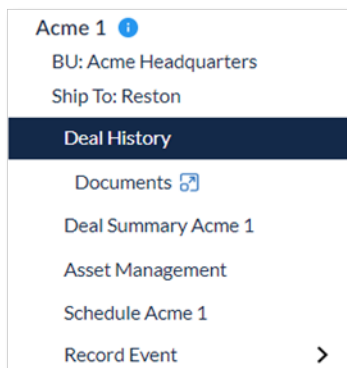 Acme 1
BU: Acme Headquarters
Ship To: Reston
Deal History
Documents
Deal Summary Acme 1
Asset Management
Schedule Acme 1
Record Event